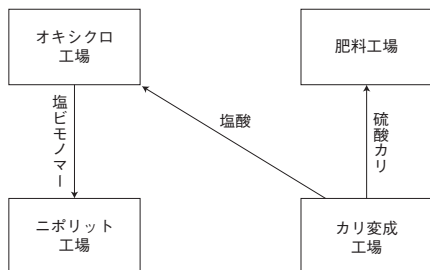 オキシクロ
工場
肥料工場
塩ビモノマー
塩酸
硫酸カリ
ニポリット
工場
カリ変成
工場